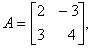 A = [ 2 −3
3 4 ],